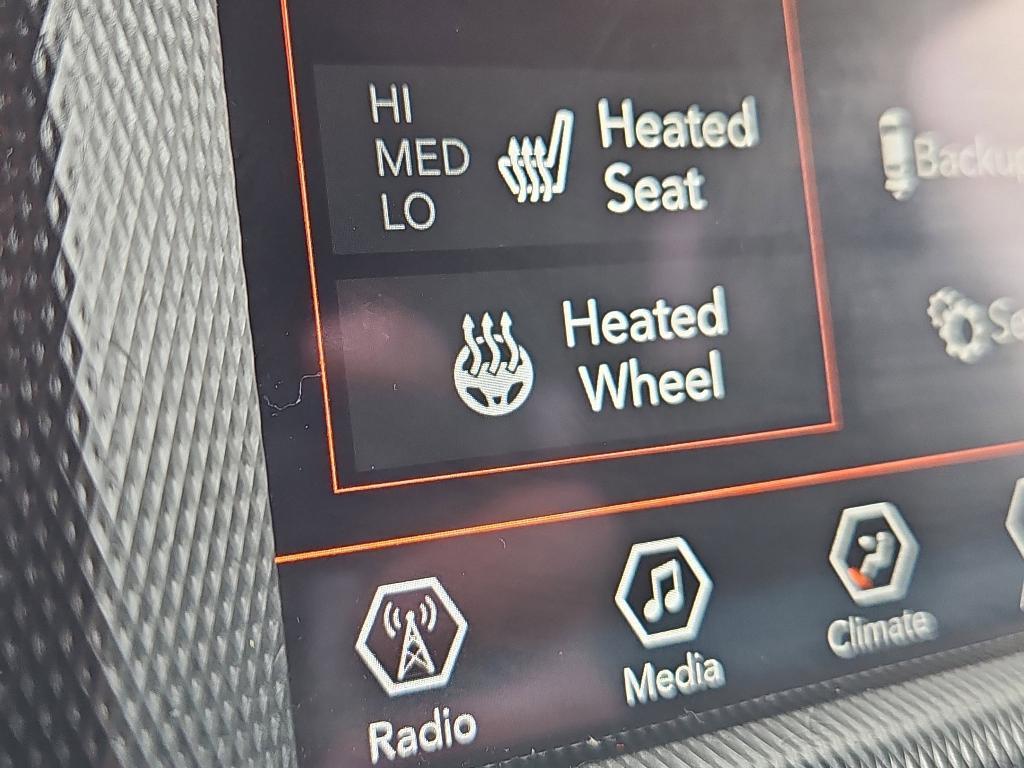 HI
MED
LO
Heated
Seat
Heated
Wheel
Radio
Media
Climate